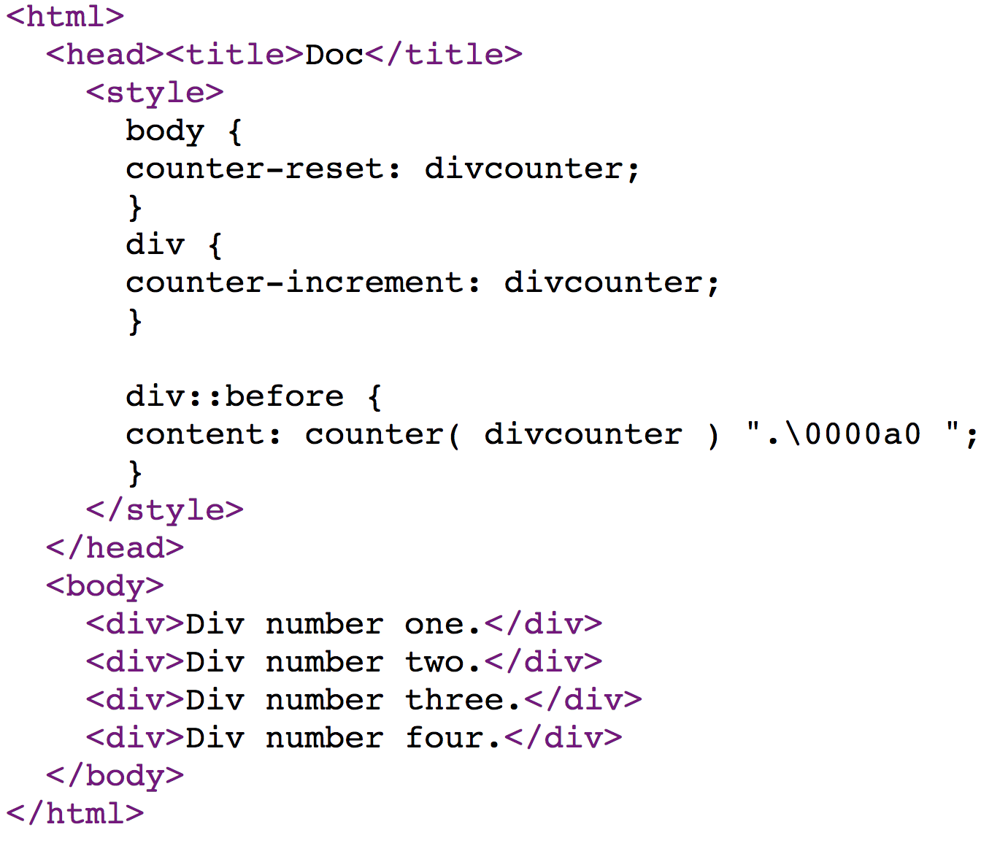 <html>
  <head><title>Doc</title>
    <style>
      body {
      counter-reset: divcounter;
      }
      div {
      counter-increment: divcounter;
      }

      div::before {
      content: counter( divcounter ) ".\0000a0 ";
      }
    </style>
  </head>
  <body>
    <div>Div number one.</div>
    <div>Div number two.</div>
    <div>Div number three.</div>
    <div>Div number four.</div>
  </body>
</html>